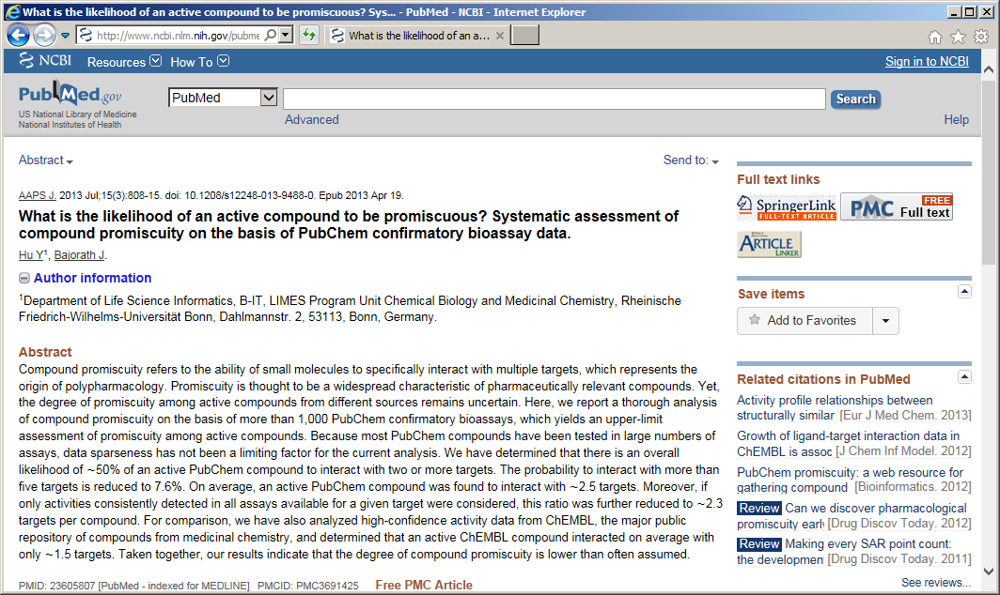 What is the likelihood of an active compound to be promiscuous? Sys... - PubMed - NCBI - Internet Explorer
http://www.ncbi.nlm.nih.gov/pubme
What is the likelihood of an a...
NCBI Resources How To Sign in to NCBI
PubMed.gov
US National Library of Medicine
National Institutes of Health
PubMed
Search
Advanced
Help
Abstract
Send to:
AAPS J. 2013 Jul;15(3):808-15. doi: 10.1208/s12248-013-9488-0. Epub 2013 Apr 19.
What is the likelihood of an active compound to be promiscuous? Systematic assessment of
compound promiscuity on the basis of PubChem confirmatory bioassay data.
Hu Y1, Bajorath J.
Author information
1Department of Life Science Informatics, B-IT, LIMES Program Unit Chemical Biology and Medicinal Chemistry, Rheinische
Friedrich-Wilhelms-Universität Bonn, Dahlmannstr. 2, 53113, Bonn, Germany.
Abstract
Compound promiscuity refers to the ability of small molecules to specifically interact with multiple targets, which represents the
origin of polypharmacology. Promiscuity is thought to be a widespread characteristic of pharmaceutically relevant compounds. Yet,
the degree of promiscuity among active compounds from different sources remains uncertain. Here, we report a thorough analysis
of compound promiscuity on the basis of more than 1,000 PubChem confirmatory bioassays, which yields an upper-limit
assessment of promiscuity among active compounds. Because most PubChem compounds have been tested in large numbers of
assays, data sparseness has not been a limiting factor for the current analysis. We have determined that there is an overall
likelihood of ~50% of an active PubChem compound to interact with two or more targets. The probability to interact with more than
five targets is reduced to 7.6%. On average, an active PubChem compound was found to interact with ~2.5 targets. Moreover, if
only activities consistently detected in all assays available for a given target were considered, this ratio was further reduced to ~2.3
targets per compound. For comparison, we have also analyzed high-confidence activity data from ChEMBL, the major public
repository of compounds from medicinal chemistry, and determined that an active ChEMBL compound interacted on average with
only ~1.5 targets. Taken together, our results indicate that the degree of compound promiscuity is lower than often assumed.
PMID: 23605807 [PubMed - indexed for MEDLINE] PMCID: PMC3691425 Free PMC Article
Full text links
SpringerLink
FULL-TEXT ARTICLE
PMC FREE
Full text
ARTICLE
LINKER
Save items
Add to Favorites
Related citations in PubMed
Activity profile relationships between
structurally similar [Eur J Med Chem. 2013]
Growth of ligand-target interaction data in
ChEMBL is assoc [J Chem Inf Model. 2012]
PubChem promiscuity: a web resource for
gathering compound [Bioinformatics. 2012]
Review Can we discover pharmacological
promiscuity early [Drug Discov Today. 2012]
Review Making every SAR point count:
the developmen [Drug Discov Today. 2011]
See reviews...